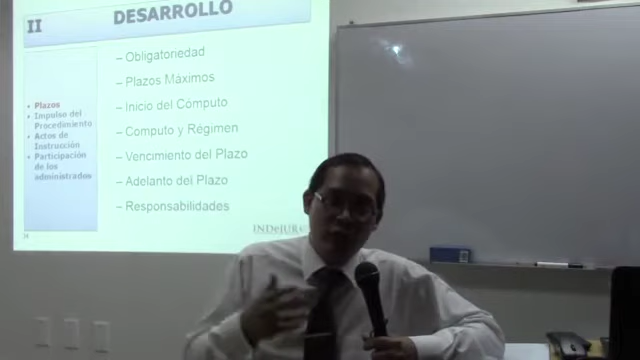 II
DESARROLLO
• Plazos
• Impulso del
Procedimiento
• Actos de
Instrucción
• Participación
de los
administrados
– Obligatoriedad
– Plazos Máximos
– Inicio del Cómputo
– Computo y Régimen
– Vencimiento del Plazo
– Adelanto del Plazo
– Responsabilidades
INDeJUR